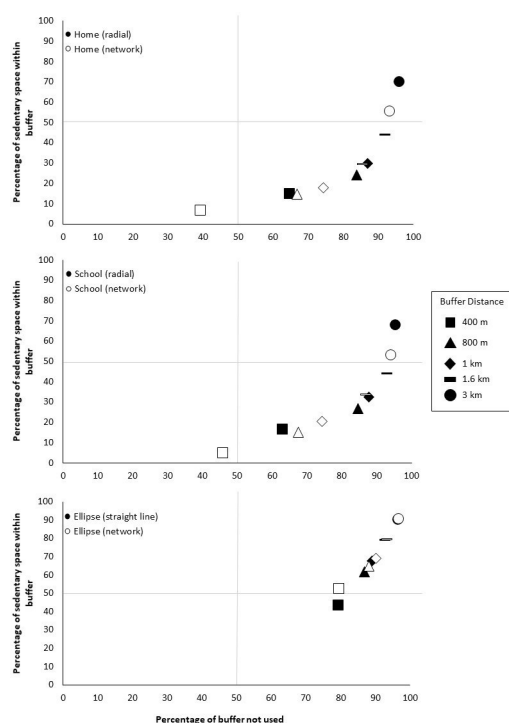 Percentage of sedentary space within
buffer
100
90
80
70
60
50
40
30
20
10
0
Home (radial)
Home (network)
0 10 20 30 40 50 60 70 80 90 100
Percentage of sedentary space within
buffer
100
90
80
70
60
50
40
30
20
10
0
School (radial)
School (network)
0 10 20 30 40 50 60 70 80 90 100
Buffer Distance
400 m
800 m
1 km
1.6 km
3 km
Percentage of sedentary space within
buffer
100
90
80
70
60
50
40
30
20
10
0
Ellipse (straight line)
Ellipse (network)
0 10 20 30 40 50 60 70 80 90 100
Percentage of buffer not used